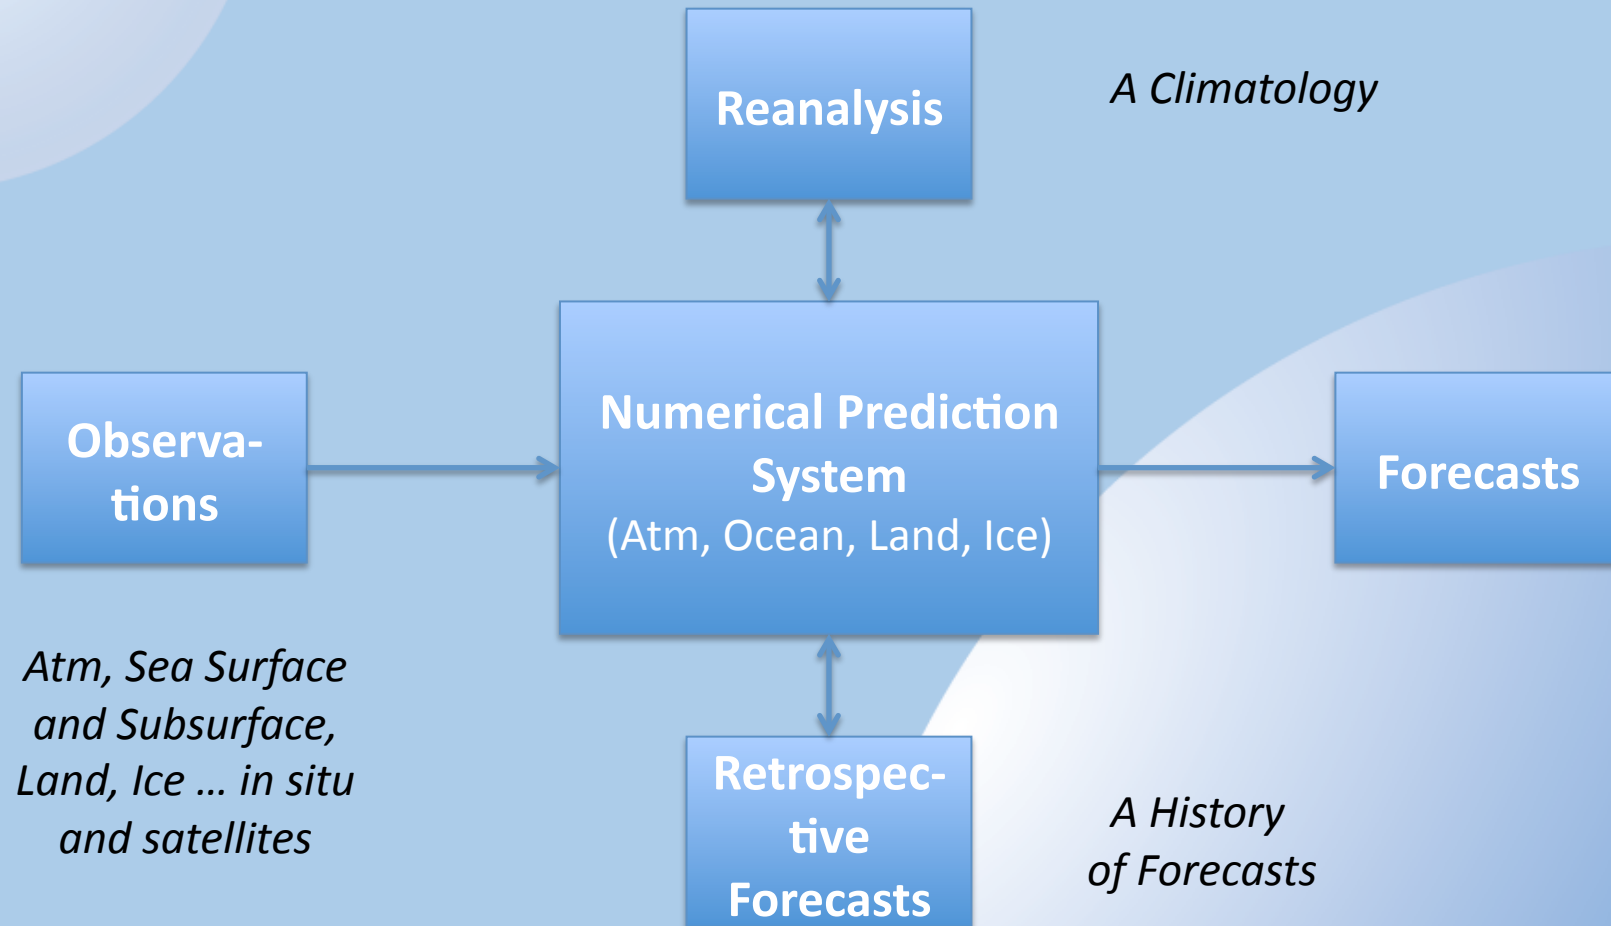 Reanalysis
A Climatology
Observa-
tions
Numerical Prediction
System
(Atm, Ocean, Land, Ice)
Forecasts
Atm, Sea Surface
and Subsurface,
Land, Ice ... in situ
and satellites
Retrospec-
tive
Forecasts
A History
of Forecasts